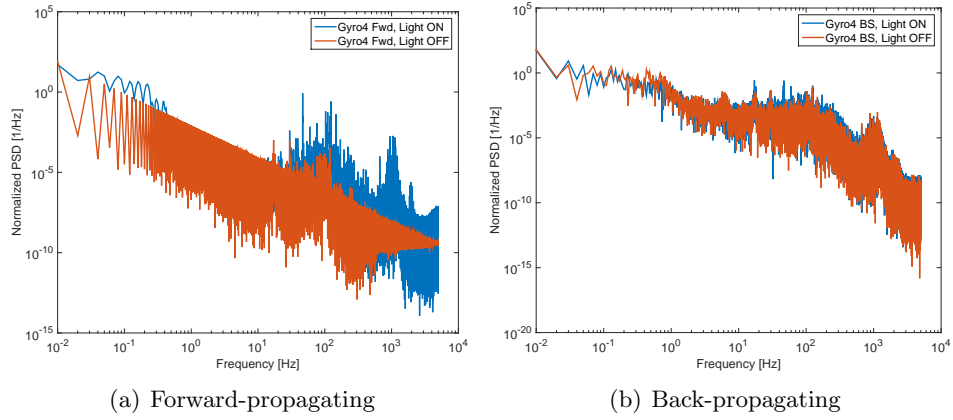 10^5
10^0
10^-5
10^-10
10^-15
Normalized PSD [1/Hz]
Gyro4 Fwd, Light ON
Gyro4 Fwd, Light OFF
10^-2
10^-1
10^0
10^1
10^2
10^3
10^4
Frequency [Hz]
(a) Forward-propagating
10^5
10^0
10^-5
10^-10
10^-15
10^-20
Normalized PSD [1/Hz]
Gyro4 BS, Light ON
Gyro4 BS, Light OFF
10^-2
10^-1
10^0
10^1
10^2
10^3
10^4
Frequency [Hz]
(b) Back-propagating